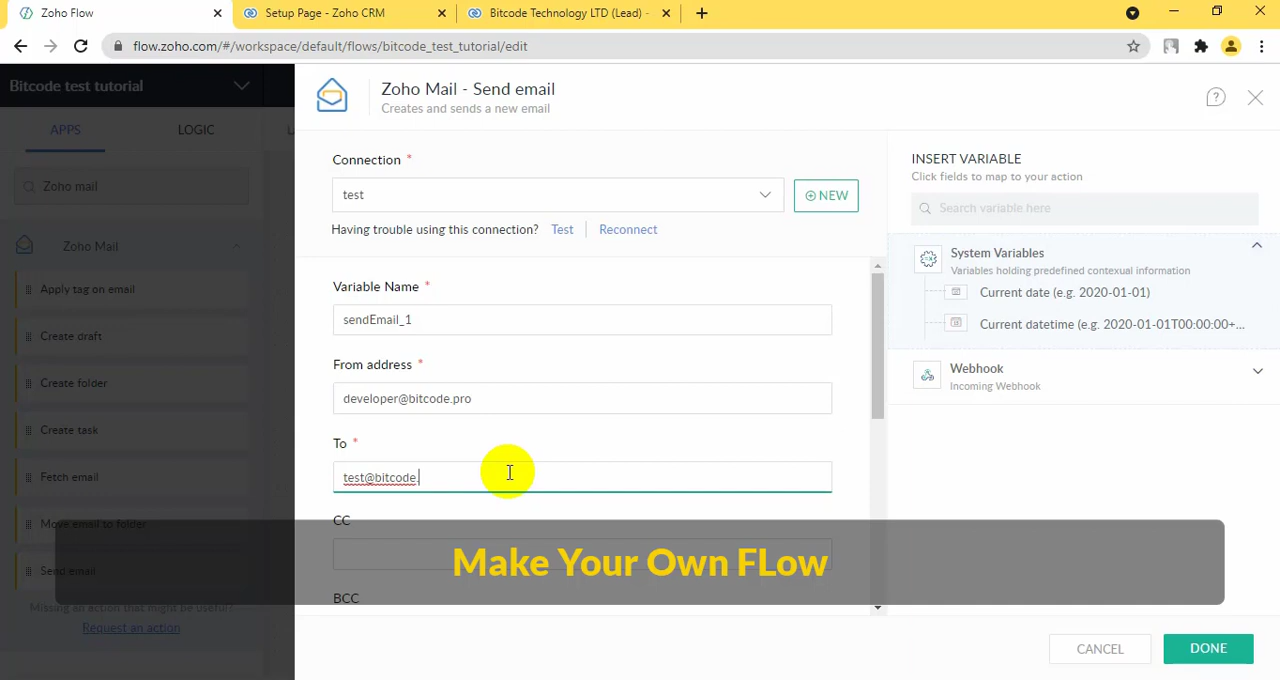 Zoho Flow
Setup Page - Zoho CRM
Bitcode Technology LTD (Lead) -
flow.zoho.com/#/workspace/default/flows/bitcode_test_tutorial/edit
Bitcode test tutorial
APPS
LOGIC
Zoho mail
Zoho Mail
Apply tag on email
Create draft
Create folder
Create task
Fetch email
Move email to folder
Send email
Missing an action that might be useful?
Request an action
Zoho Mail - Send email
Creates and sends a new email
Connection *
test
NEW
Having trouble using this connection? Test Reconnect
Variable Name *
sendEmail_1
From address *
developer@bitcode.pro
To *
test@bitcode.
CC
Make Your Own FLow
BCC
INSERT VARIABLE
Click fields to map to your action
Search variable here
System Variables
Variables holding predefined contexual information
Current date (e.g. 2020-01-01)
Current datetime (e.g. 2020-01-01T00:00:00+...
Webhook
Incoming Webhook
CANCEL
DONE